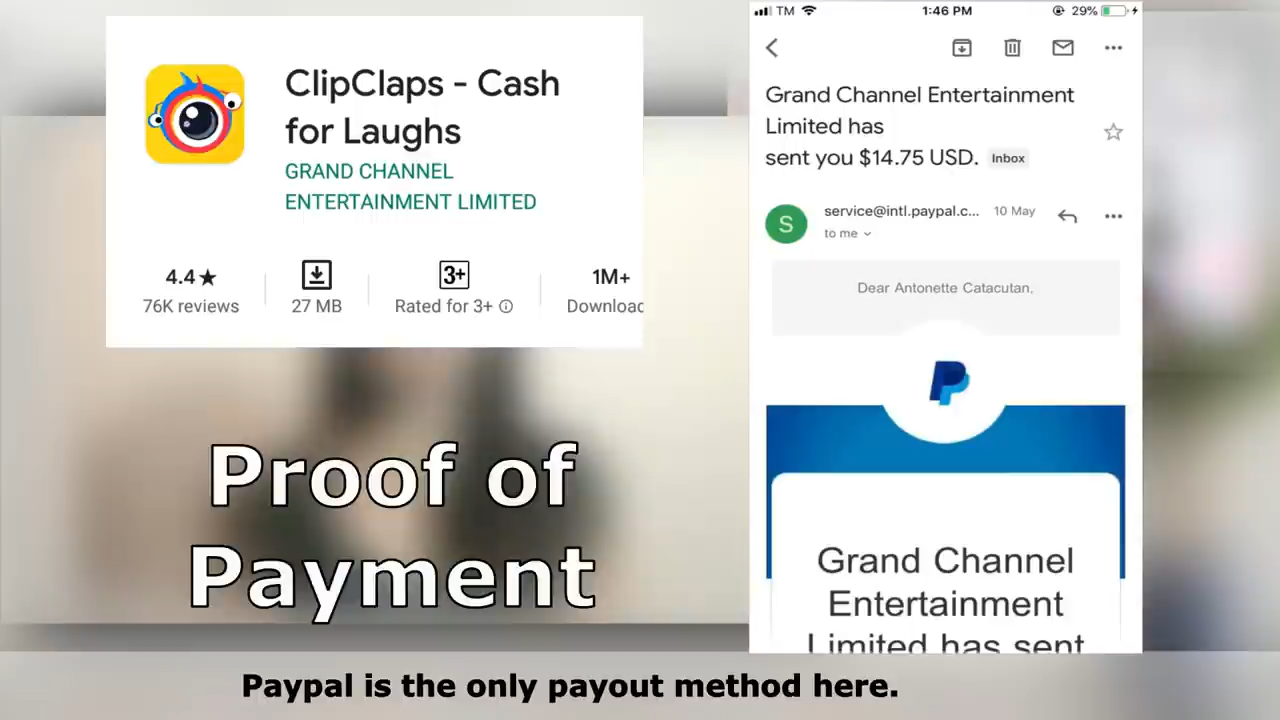 ClipClaps - Cash
for Laughs
GRAND CHANNEL
ENTERTAINMENT LIMITED
4.4★
76K reviews
27 MB
3+
Rated for 3+
1M+
Downloac
Proof of
Payment
TM
1:46 PM
29%
Grand Channel Entertainment
Limited has
sent you $14.75 USD.
Inbox
S
service@intl.paypal.c...
10 May
to me
Dear Antonette Catacutan,
Grand Channel
Entertainment
Limited has sent
Paypal is the only payout method here.